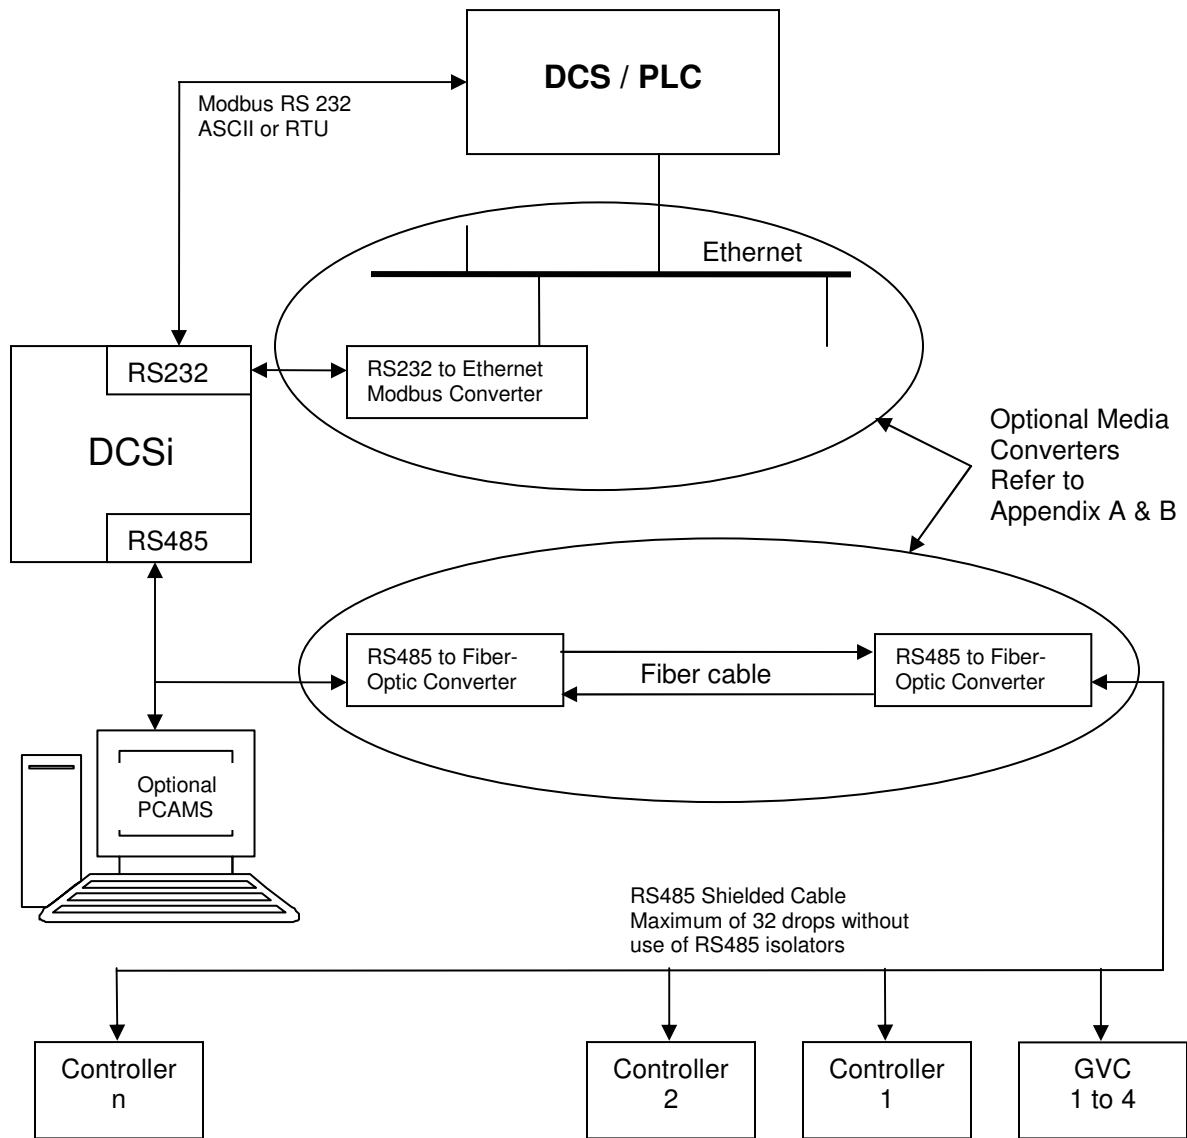 DCS / PLC
Modbus RS 232
ASCII or RTU
Ethernet
RS232
RS232 to Ethernet
Modbus Converter
DCSi
Optional Media
Converters
Refer to
Appendix A & B
RS485
RS485 to Fiber-
Optic Converter
Fiber cable
RS485 to Fiber-
Optic Converter
Optional
PCAMS
RS485 Shielded Cable
Maximum of 32 drops without
use of RS485 isolators
Controller
n
Controller
2
Controller
1
GVC
1 to 4